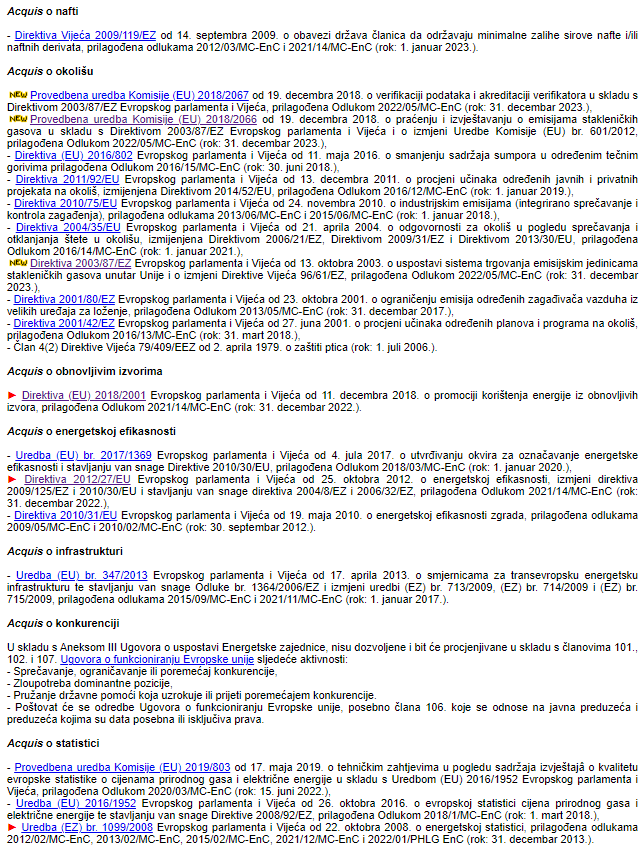 Acquis o nafti
- Direktiva Vijeća 2009/119/EZ od 14. septembra 2009. o obavezi država članica da održavaju minimalne zalihe sirove nafte i/ili
naftnih derivata, prilagođena odlukama 2012/03/MC-EnC i 2021/14/MC-EnC (rok: 1. januar 2023.).
Acquis o okolišu
NEW Provedbena uredba Komisije (EU) 2018/2067 od 19. decembra 2018. o verifikaciji podataka i akreditaciji verifikatora u skladu s
Direktivom 2003/87/EZ Evropskog parlamenta i Vijeća, prilagođena Odlukom 2022/05/MC-EnC (rok: 31. decembar 2023.),
NEW Provedbena uredba Komisije (EU) 2018/2066 od 19. decembra 2018. o praćenju i izvještavanju o emisijama stakleničkih
gasova u skladu s Direktivom 2003/87/EZ Evropskog parlamenta i Vijeća i o izmjeni Uredbe Komisije (EU) br. 601/2012,
prilagođena Odlukom 2022/05/MC-EnC (rok: 31. decembar 2023.),
- Direktiva (EU) 2016/802 Evropskog parlamenta i Vijeća od 11. maja 2016. o smanjenju sadržaja sumpora u određenim tečnim
gorivima prilagođena Odlukom 2016/15/MC-EnC (rok: 30. juni 2018.),
- Direktiva 2011/92/EU Evropskog parlamenta i Vijeća od 13. decembra 2011. o procjeni učinaka određenih javnih i privatnih
projekata na okoliš, izmijenjena Direktivom 2014/52/EU, prilagođena Odlukom 2016/12/MC-EnC (rok: 1. januar 2019.),
- Direktiva 2010/75/EU Evropskog parlamenta i Vijeća od 24. novembra 2010. o industrijskim emisijama (integrirano sprečavanje i
kontrola zagađenja), prilagođena odlukama 2013/06/MC-EnC i 2015/06/MC-EnC (rok: 1. januar 2018.),
- Direktiva 2004/35/EU Evropskog parlamenta i Vijeća od 21. aprila 2004. o odgovornosti za okoliš u pogledu sprečavanja i
otklanjanja štete u okolišu, izmijenjena Direktivom 2006/21/EZ, Direktivom 2009/31/EZ i Direktivom 2013/30/EU, prilagođena
Odlukom 2016/14/MC-EnC (rok: 1. januar 2021.),
NEW Direktiva 2003/87/EZ Evropskog parlamenta i Vijeća od 13. oktobra 2003. o uspostavi sistema trgovanja emisijskim jedinicama
stakleničkih gasova unutar Unije i o izmjeni Direktive Vijeća 96/61/EZ, prilagođena Odlukom 2022/05/MC-EnC (rok: 31. decembar
2023.),
- Direktiva 2001/80/EZ Evropskog parlamenta i Vijeća od 23. oktobra 2001. o ograničenju emisija određenih zagađivača vazduha iz
velikih uređaja za loženje, prilagođena Odlukom 2013/05/MC-EnC (rok: 31. decembar 2017.),
- Direktiva 2001/42/EZ Evropskog parlamenta i Vijeća od 27. juna 2001. o procjeni učinaka određenih planova i programa na okoliš,
prilagođena Odlukom 2016/13/MC-EnC (rok: 31. mart 2018.),
- Član 4(2) Direktive Vijeća 79/409/EEZ od 2. aprila 1979. o zaštiti ptica (rok: 1. juli 2006.).
Acquis o obnovljivim izvorima
► Direktiva (EU) 2018/2001 Evropskog parlamenta i Vijeća od 11. decembra 2018. o promociji korištenja energije iz obnovljivih
izvora, prilagođena Odlukom 2021/14/MC-EnC (rok: 31. decembar 2022.).
Acquis o energetskoj efikasnosti
- Uredba (EU) br. 2017/1369 Evropskog parlamenta i Vijeća od 4. jula 2017. o utvrđivanju okvira za označavanje energetske
efikasnosti i stavljanju van snage Direktive 2010/30/EU, prilagođena Odlukom 2018/03/MC-EnC (rok: 1. januar 2020.),
► Direktiva 2012/27/EU Evropskog parlamenta i Vijeća od 25. oktobra 2012. o energetskoj efikasnosti, izmjeni direktiva
2009/125/EZ i 2010/30/EU i stavljanju van snage direktiva 2004/8/EZ i 2006/32/EZ, prilagođena Odlukom 2021/14/MC-EnC (rok:
31. decembar 2022.),
- Direktiva 2010/31/EU Evropskog parlamenta i Vijeća od 19. maja 2010. o energetskoj efikasnosti zgrada, prilagođena odlukama
2009/05/MC-EnC i 2010/02/MC-EnC (rok: 30. septembar 2012.).
Acquis o infrastrukturi
- Uredba (EU) br. 347/2013 Evropskog parlamenta i Vijeća od 17. aprila 2013. o smjernicama za transevropsku energetsku
infrastrukturu te stavljanju van snage Odluke br. 1364/2006/EZ i izmjeni uredbi (EZ) br. 713/2009, (EZ) br. 714/2009 i (EZ) br.
715/2009, prilagođena odlukama 2015/09/MC-EnC i 2021/11/MC-EnC (rok: 1. januar 2017.).
Acquis o konkurenciji
U skladu s Aneksom III Ugovora o uspostavi Energetske zajednice, nisu dozvoljene i bit će procjenjivane u skladu s članovima 101.,
102. i 107. Ugovora o funkcioniranju Evropske unije sljedeće aktivnosti:
- Sprečavanje, ograničavanje ili poremećaj konkurencije,
- Zloupotreba dominantne pozicije,
- Pružanje državne pomoći koja uzrokuje ili prijeti poremećajem konkurencije.
- Poštovat će se odredbe Ugovora o funkcioniranju Evropske unije, posebno člana 106. koje se odnose na javna preduzeća i
preduzeća kojima su data posebna ili isključiva prava.
Acquis o statistici
- Provedbena uredba Komisije (EU) 2019/803 od 17. maja 2019. o tehničkim zahtjevima u pogledu sadržaja izvještajâ o kvalitetu
evropske statistike o cijenama prirodnog gasa i električne energije u skladu s Uredbom (EU) 2016/1952 Evropskog parlamenta i
Vijeća, prilagođena Odlukom 2020/03/MC-EnC (rok: 15. juni 2022.),
- Uredba (EU) 2016/1952 Evropskog parlamenta i Vijeća od 26. oktobra 2016. o evropskoj statistici cijena prirodnog gasa i
električne energije te stavljanju van snage Direktive 2008/92/EZ, prilagođena Odlukom 2018/1/MC-EnC (rok: 1. mart 2018.),
► Uredba (EZ) br. 1099/2008 Evropskog parlamenta i Vijeća od 22. oktobra 2008. o energetskoj statistici, prilagođena odlukama
2012/02/MC-EnC, 2013/02/MC-EnC, 2015/02/MC-EnC, 2021/12/MC-EnC i 2022/01/PHLG EnC (rok: 31. decembar 2013.).